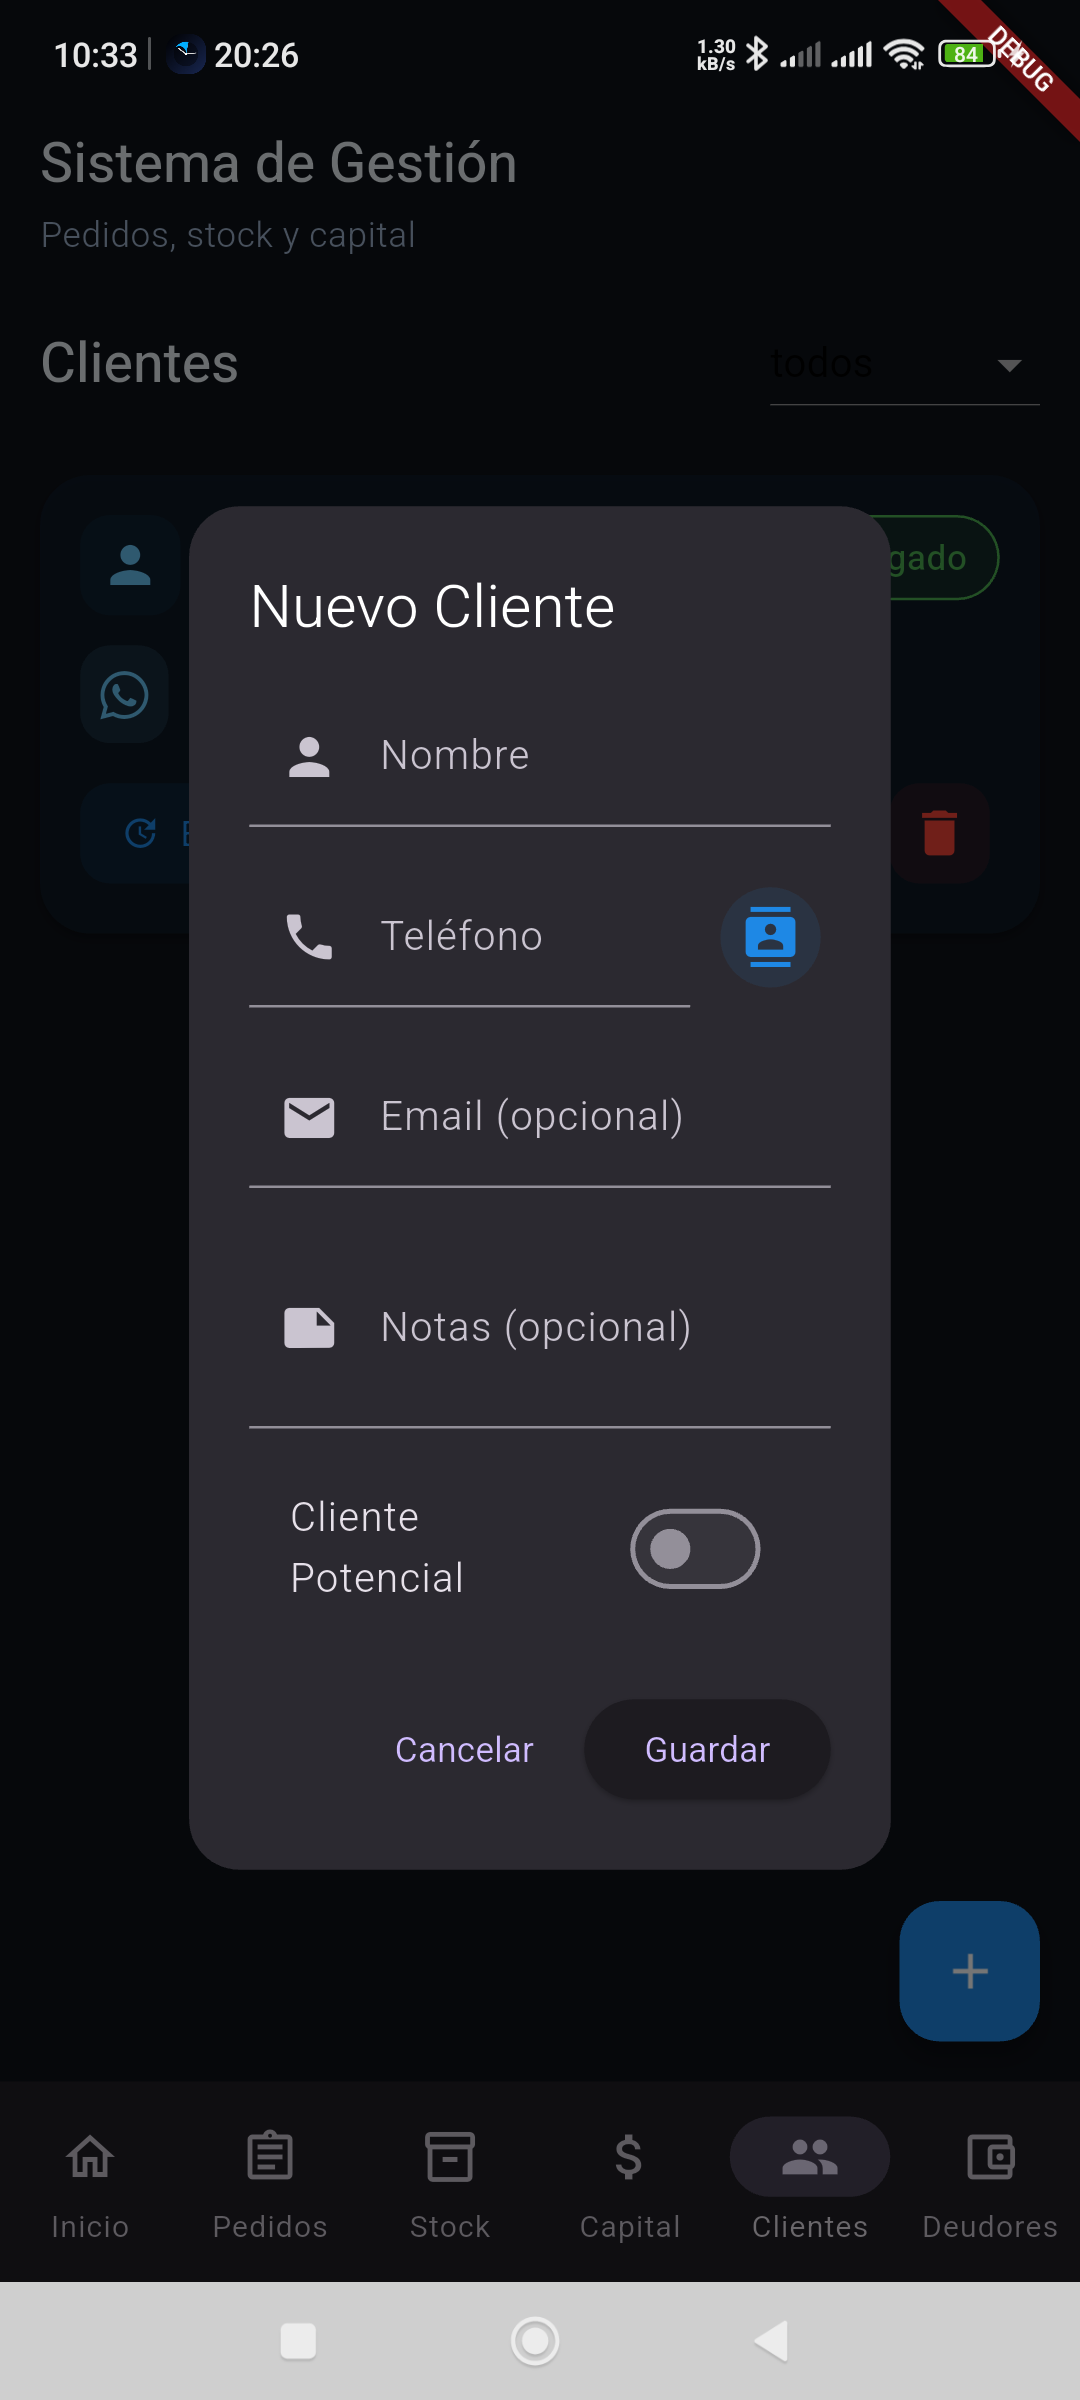 10:33
20:26
1.30
kB/s
84
DEBUG
Sistema de Gestión
Pedidos, stock y capital
Clientes
todos
gado
Nuevo Cliente
Nombre
Teléfono
Email (opcional)
Notas (opcional)
Cliente
Potencial
Cancelar
Guardar
Inicio
Pedidos
Stock
Capital
Clientes
Deudores